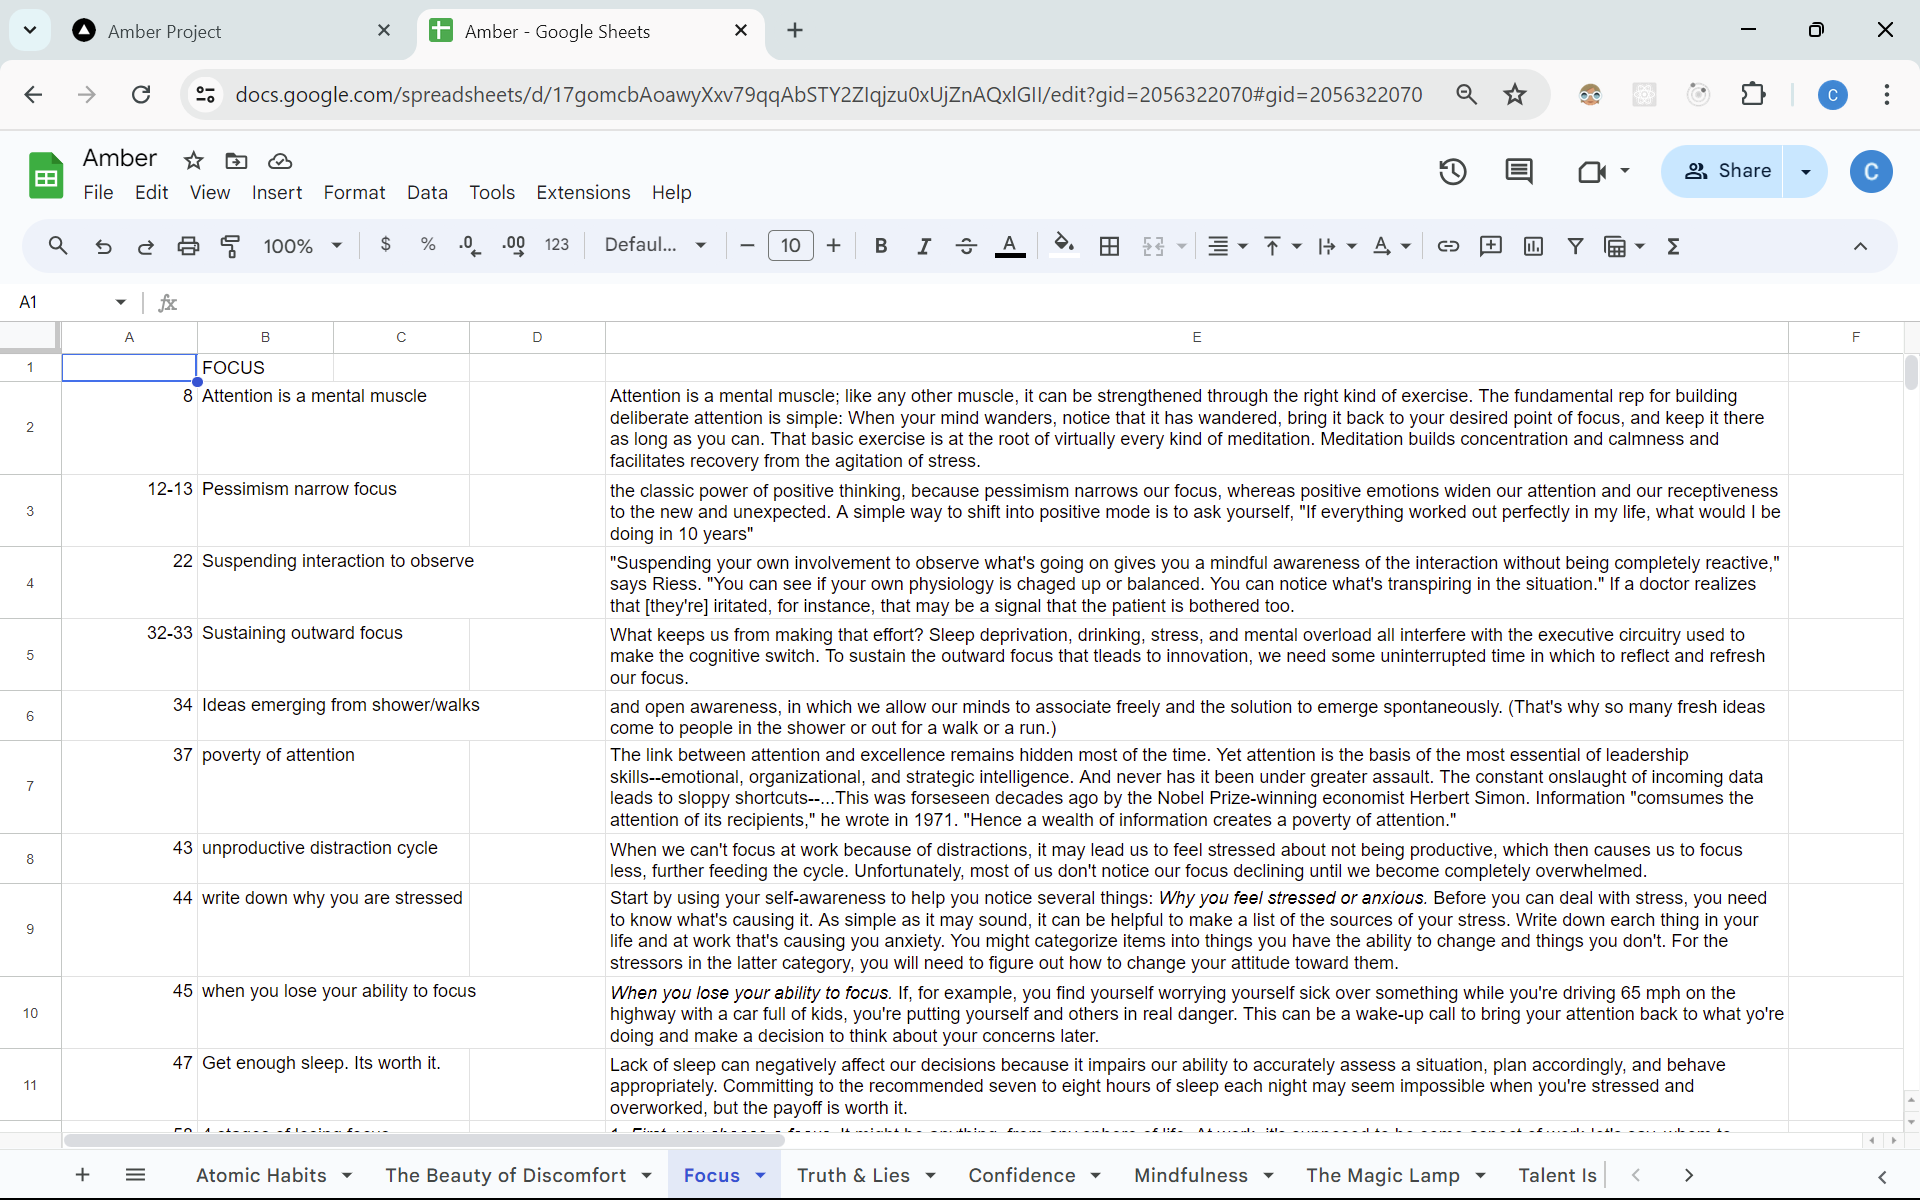 Amber Project
Amber - Google Sheets
docs.google.com/spreadsheets/d/17gomcbAoawyXxv79qqAbSTY2ZIqjzu0xUjZnAQxlGII/edit?gid=2056322070#gid=2056322070
C
Amber
File Edit View Insert Format Data Tools Extensions Help
Share
C
100% $ % .0 .00 123 Defaul... 10 B I S A
A1 fx
A B C D E F
1 FOCUS
2 8 Attention is a mental muscle
Attention is a mental muscle; like any other muscle, it can be strengthened through the right kind of exercise. The fundamental rep for building
deliberate attention is simple: When your mind wanders, notice that it has wandered, bring it back to your desired point of focus, and keep it there
as long as you can. That basic exercise is at the root of virtually every kind of meditation. Meditation builds concentration and calmness and
facilitates recovery from the agitation of stress.
3 12-13 Pessimism narrow focus
the classic power of positive thinking, because pessimism narrows our focus, whereas positive emotions widen our attention and our receptiveness
to the new and unexpected. A simple way to shift into positive mode is to ask yourself, "If everything worked out perfectly in my life, what would I be
doing in 10 years"
4 22 Suspending interaction to observe
"Suspending your own involvement to observe what's going on gives you a mindful awareness of the interaction without being completely reactive,"
says Riess. "You can see if your own physiology is chaged up or balanced. You can notice what's transpiring in the situation." If a doctor realizes
that [they're] iritated, for instance, that may be a signal that the patient is bothered too.
5 32-33 Sustaining outward focus
What keeps us from making that effort? Sleep deprivation, drinking, stress, and mental overload all interfere with the executive circuitry used to
make the cognitive switch. To sustain the outward focus that tleads to innovation, we need some uninterrupted time in which to reflect and refresh
our focus.
6 34 Ideas emerging from shower/walks
and open awareness, in which we allow our minds to associate freely and the solution to emerge spontaneously. (That's why so many fresh ideas
come to people in the shower or out for a walk or a run.)
7 37 poverty of attention
The link between attention and excellence remains hidden most of the time. Yet attention is the basis of the most essential of leadership
skills--emotional, organizational, and strategic intelligence. And never has it been under greater assault. The constant onslaught of incoming data
leads to sloppy shortcuts--...This was forseseen decades ago by the Nobel Prize-winning economist Herbert Simon. Information "comsumes the
attention of its recipients," he wrote in 1971. "Hence a wealth of information creates a poverty of attention."
8 43 unproductive distraction cycle
When we can't focus at work because of distractions, it may lead us to feel stressed about not being productive, which then causes us to focus
less, further feeding the cycle. Unfortunately, most of us don't notice our focus declining until we become completely overwhelmed.
9 44 write down why you are stressed
Start by using your self-awareness to help you notice several things: Why you feel stressed or anxious. Before you can deal with stress, you need
to know what's causing it. As simple as it may sound, it can be helpful to make a list of the sources of your stress. Write down earch thing in your
life and at work that's causing you anxiety. You might categorize items into things you have the ability to change and things you don't. For the
stressors in the latter category, you will need to figure out how to change your attitude toward them.
10 45 when you lose your ability to focus
When you lose your ability to focus. If, for example, you find yourself worrying yourself sick over something while you're driving 65 mph on the
highway with a car full of kids, you're putting yourself and others in real danger. This can be a wake-up call to bring your attention back to what yo're
doing and make a decision to think about your concerns later.
11 47 Get enough sleep. Its worth it.
Lack of sleep can negatively affect our decisions because it impairs our ability to accurately assess a situation, plan accordingly, and behave
appropriately. Committing to the recommended seven to eight hours of sleep each night may seem impossible when you're stressed and
overworked, but the payoff is worth it.
Atomic Habits The Beauty of Discomfort Focus Truth & Lies Confidence Mindfulness The Magic Lamp Talent Is